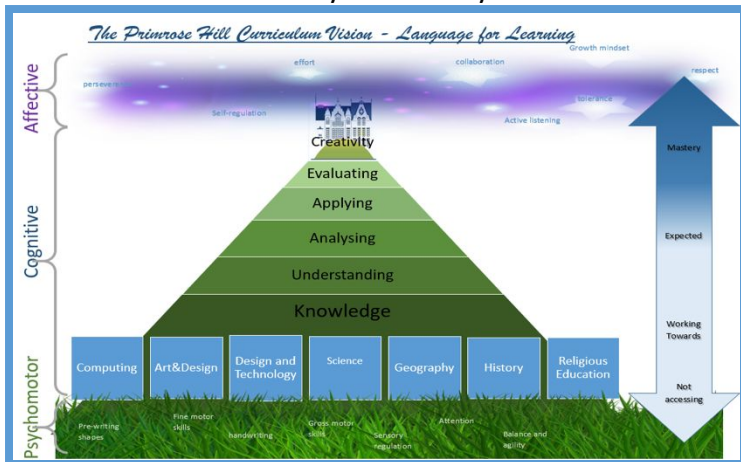 The Primrose Hill Curriculum Vision - Language for Learning
Growth mindset
effort
collaboration
respect
tolerance
Self-regulation
Active listening
Affective
Cognitive
Psychomotor
Creativity
Evaluating
Applying
Analysing
Understanding
Knowledge
Mastery
Expected
Working
Towards
Not
accessing
Computing
Art&Design
Design and
Technology
Science
Geography
History
Religious
Education
Pre-writing
shapes
Fine motor
skills
handwriting
Gross motor
skills
Sensory
regulation
Attention
Balance and
agility